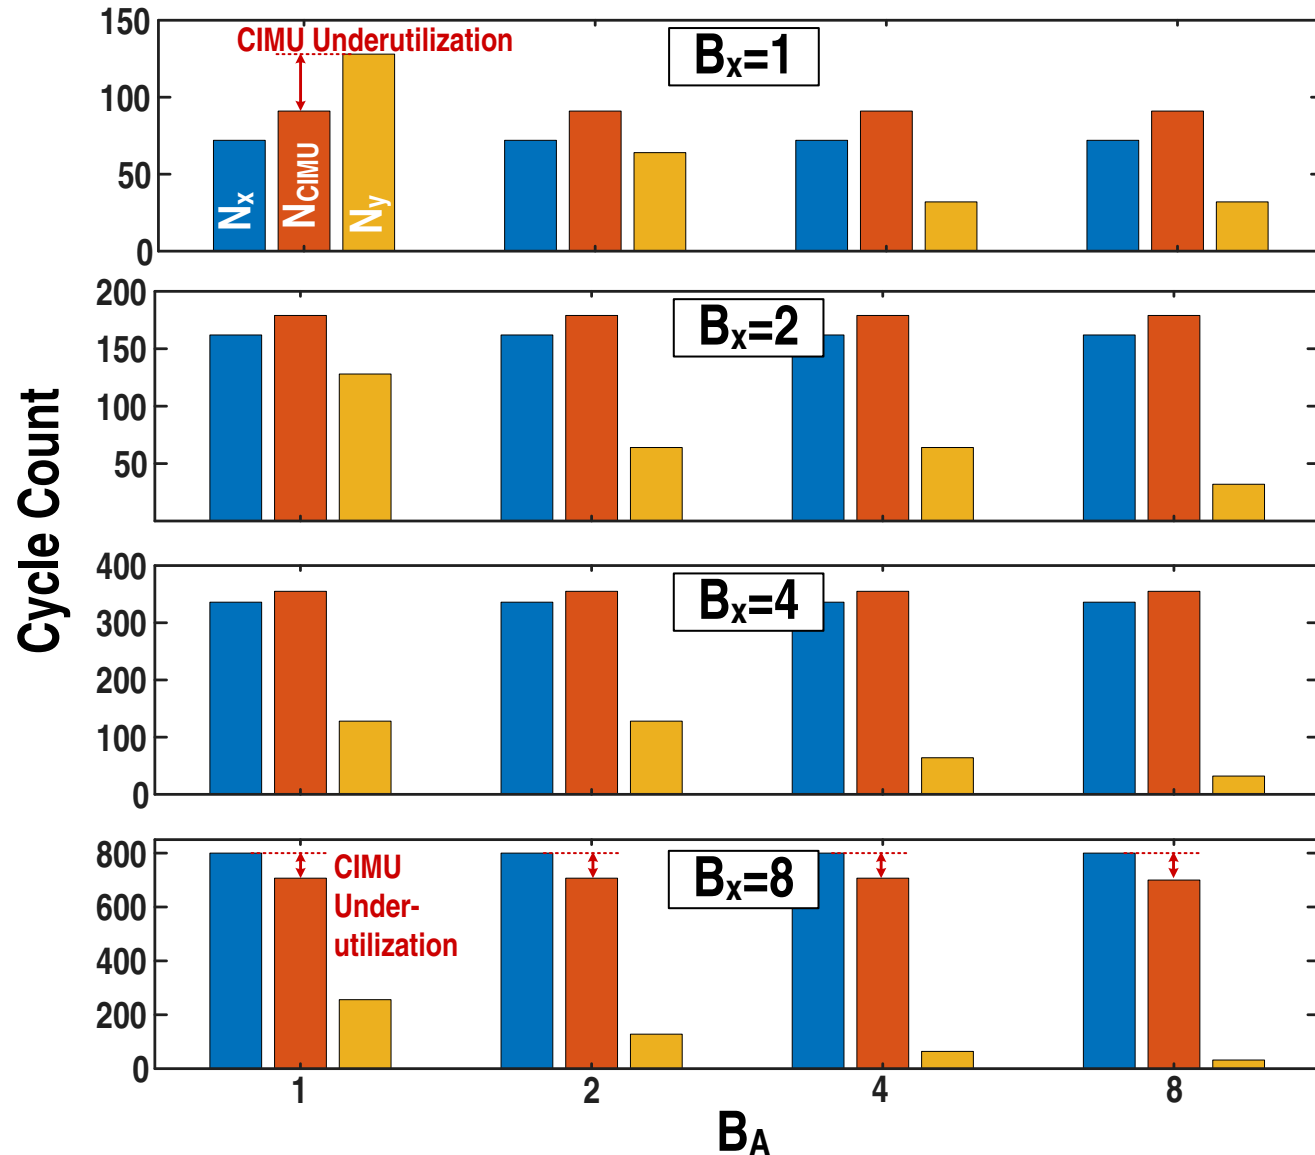 Cycle Count
150
100
50
0
CIMU Underutilization
Bx=1
Nx
NCIMU
Ny
200
150
100
50
Bx=2
400
300
200
100
0
Bx=4
800
600
400
200
0
CIMU
Under-
utilization
Bx=8
1 2 4 8
BA